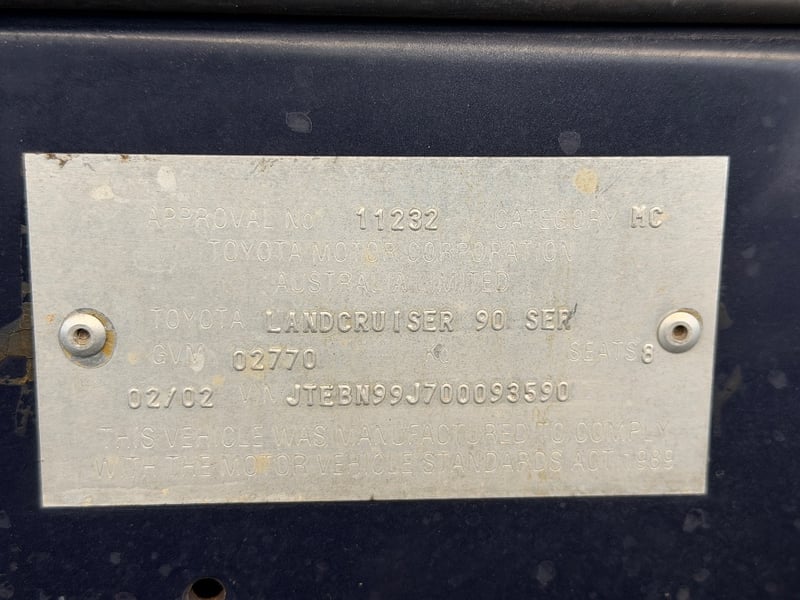 APPROVAL No 11232 CATEGORY MC
TOYOTA MOTOR CORPORATION
AUSTRALIA LIMITED
TOYOTA LANDCRUISER 90 SER
GVM 02770 KG SEATS 8
02/02 VIN JTEBN99J700093590
THIS VEHICLE WAS MANUFACTURED TO COMPLY
WITH THE MOTOR VEHICLE STANDARDS ACT 1989